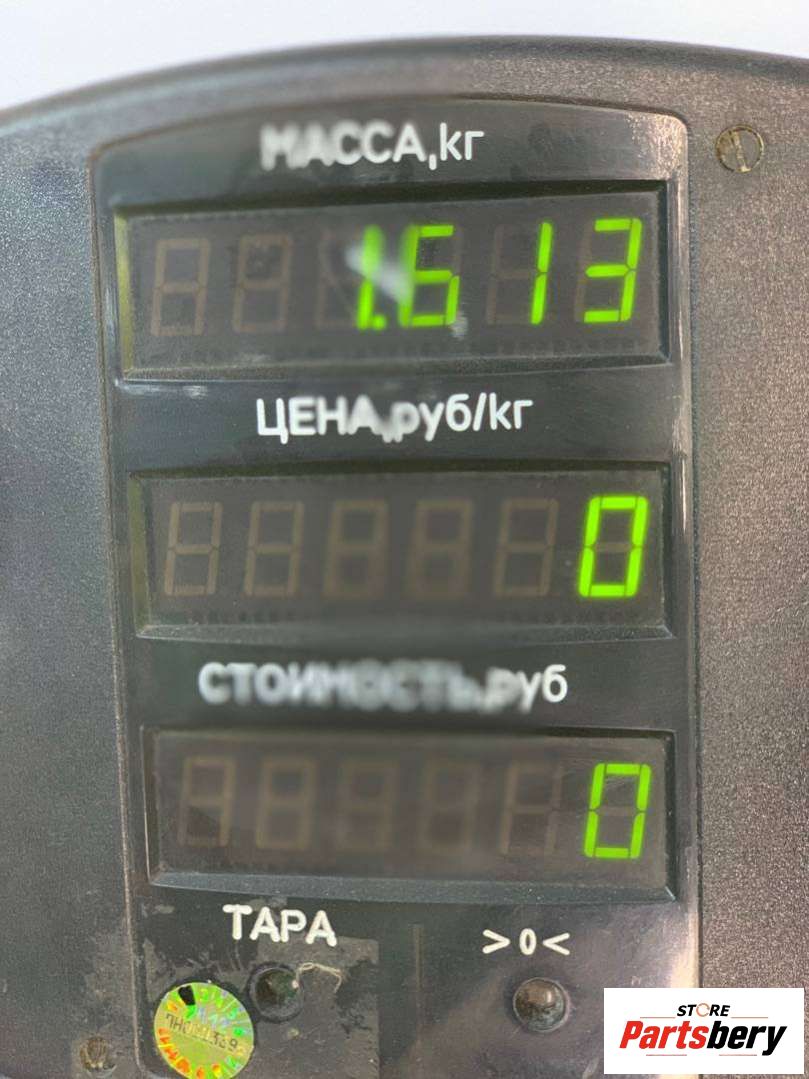 МАССА,кг
1.613
ЦЕНА,руб/кг
0
СТОИМОСТЬ,руб
0
ТАРА
>0<
STORE
Partsbery